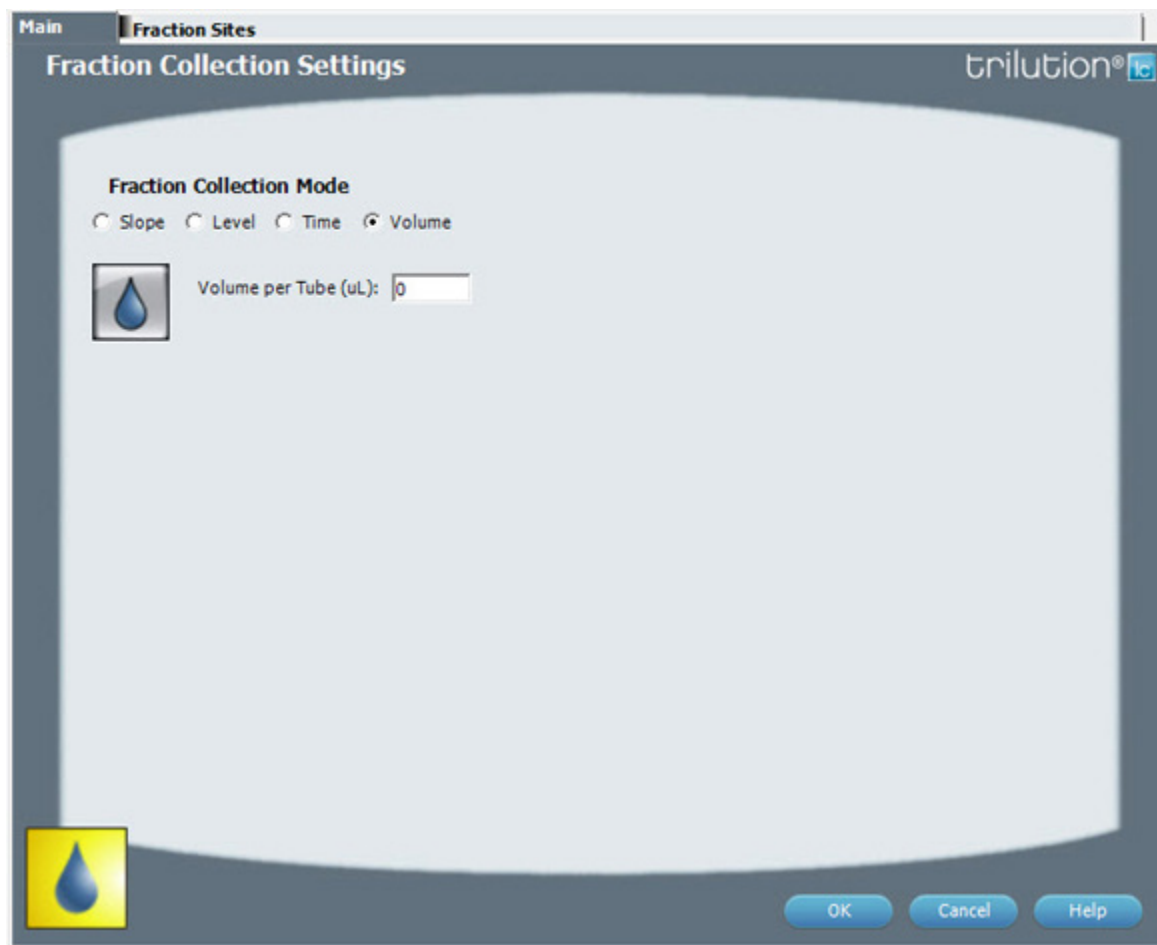 Main Fraction Sites
Fraction Collection Settings trilution® lc
Fraction Collection Mode
Slope Level Time Volume
Volume per Tube (uL): 0
OK Cancel Help